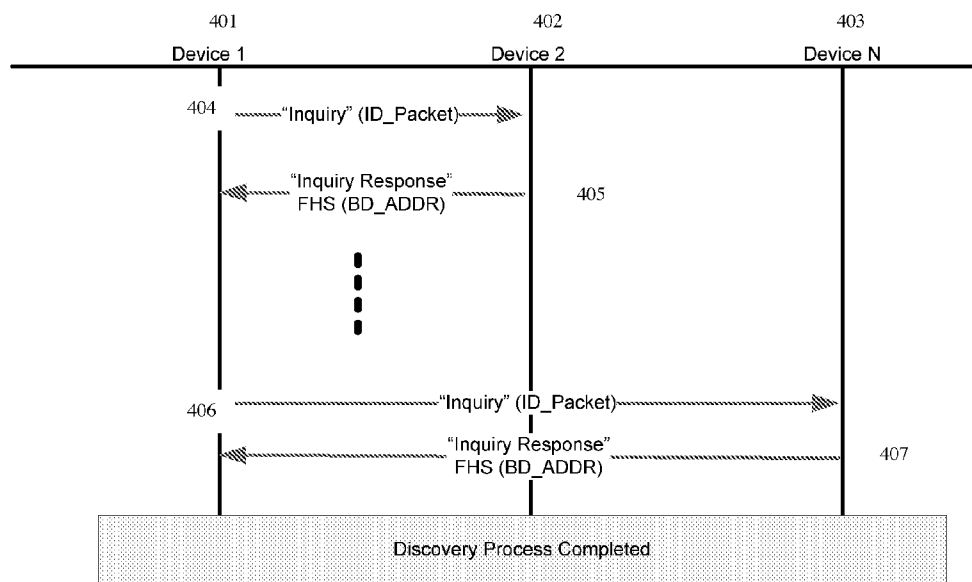 401 402 403
Device 1 Device 2 Device N
404 "Inquiry" (ID_Packet)
"Inquiry Response"
FHS (BD_ADDR) 405
406 "Inquiry" (ID_Packet)
"Inquiry Response"
FHS (BD_ADDR) 407
Discovery Process Completed